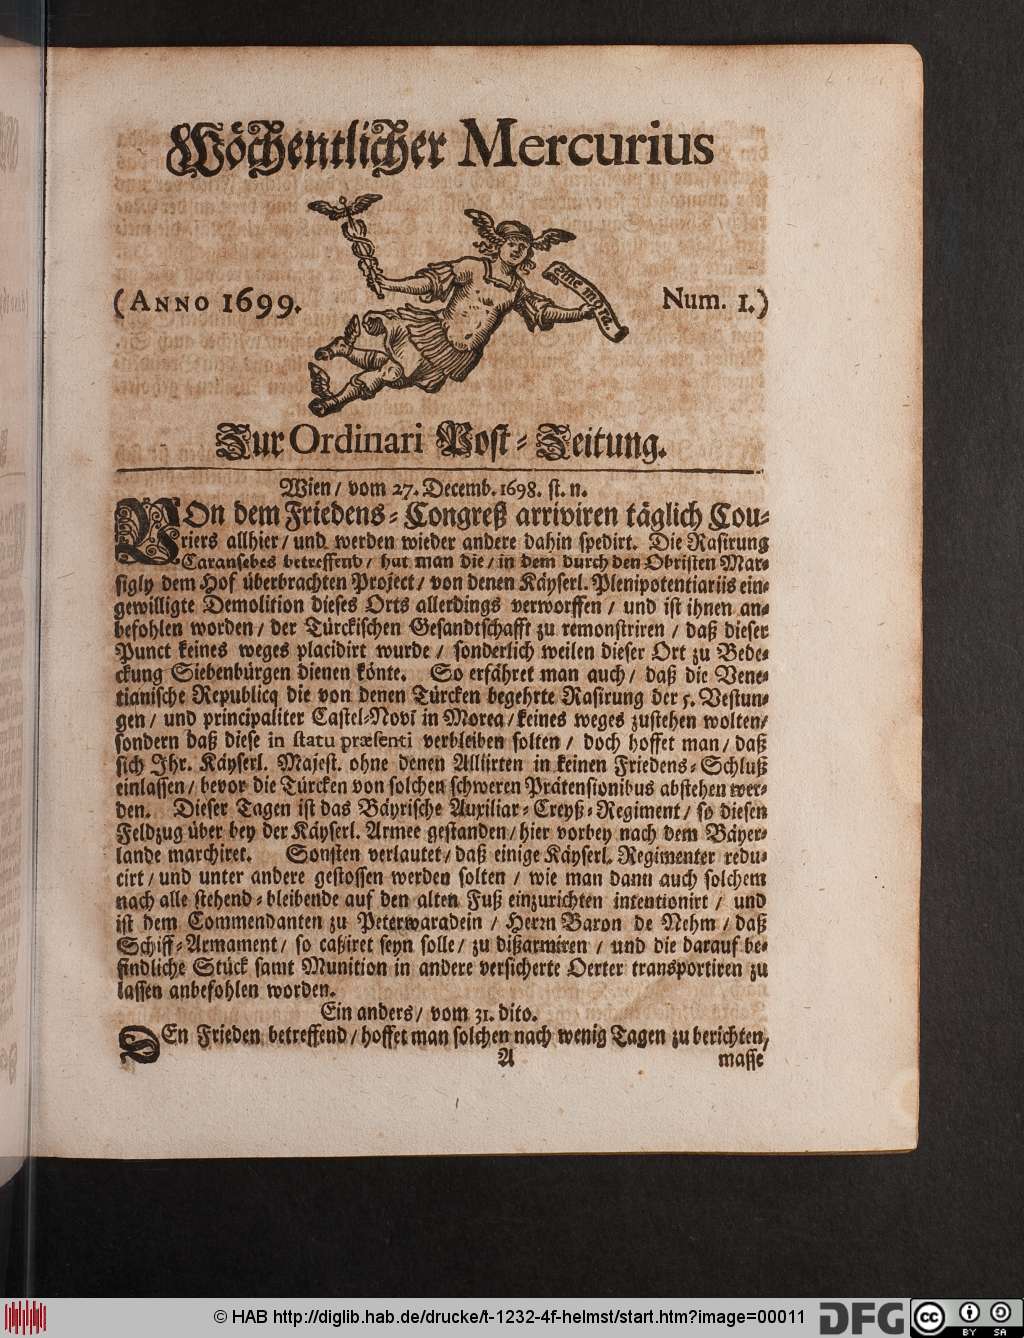 Wöchentlicher Mercurius
eme mora.
(ANNO 1699.
Num. 1.)
Zur Ordinari Post-Zeitung.
Wien/ vom 27. Decemb. 1698. st. n.
VOn dem Friedens-Congreß arriviren täglich Cou-
riers allhier/ und werden wieder andere dahin spedirt. Die Rasirung
Caransebes betreffend/ hat man die/ in dem durch den Obristen Mar-
sigly dem Hof überbrachten Project/ von denen Käyserl. Plenipotentiariis ein-
gewilligte Demolition dieses Orts allerdings verworffen/ und ist ihnen an-
befohlen worden/ der Türckischen Gesandtschafft zu remonstriren/ daß dieser
Punct keines weges placidirt wurde/ sonderlich weilen dieser Ort zu Bede-
ckung Siebenbürgen dienen könte. So erfähret man auch/ daß die Vene-
tianische Republicq die von denen Türcken begehrte Rasirung der 5. Vestun-
gen/ und principaliter Castel-Novi in Morea/ keines weges zustehen wolten/
sondern daß diese in statu præsenti verbleiben solten/ doch hoffet man/ daß
sich Ihr. Käyserl. Majest. ohne denen Alliirten in keinen Friedens-Schluß
einlassen/ bevor die Türcken von solchen schweren Prätensionibus abstehen wer-
den. Dieser Tagen ist das Bäyrische Auxiliar-Creyß-Regiment/ so diesen
Feldzug über bey der Käyserl. Armee gestanden/ hier vorbey nach dem Bäyer-
lande marchiret. Sonsten verlautet/ daß einige Käyserl. Regimenter redu-
cirt/ und unter andere gestossen werden solten/ wie man dann auch solchem
nach alle stehend-bleibende auf den alten Fuß einzurichten intentionirt/ und
ist dem Commendanten zu Peterwaradein/ Herrn Baron de Nehm/ daß
Schiff-Armament/ so caßiret seyn solle/ zu dißarmiren/ und die darauf be-
findliche Stück samt Munition in andere versicherte Oerter transportiren zu
lassen anbefohlen worden.
Ein anders/ vom 31. dito.
DEn Frieden betreffend/ hoffet man solchen nach wenig Tagen zu berichten,
A
masse
© HAB http://diglib.hab.de/drucke/t-1232-4f-helmst/start.htm?image=00011
DFG
cc
BY SA